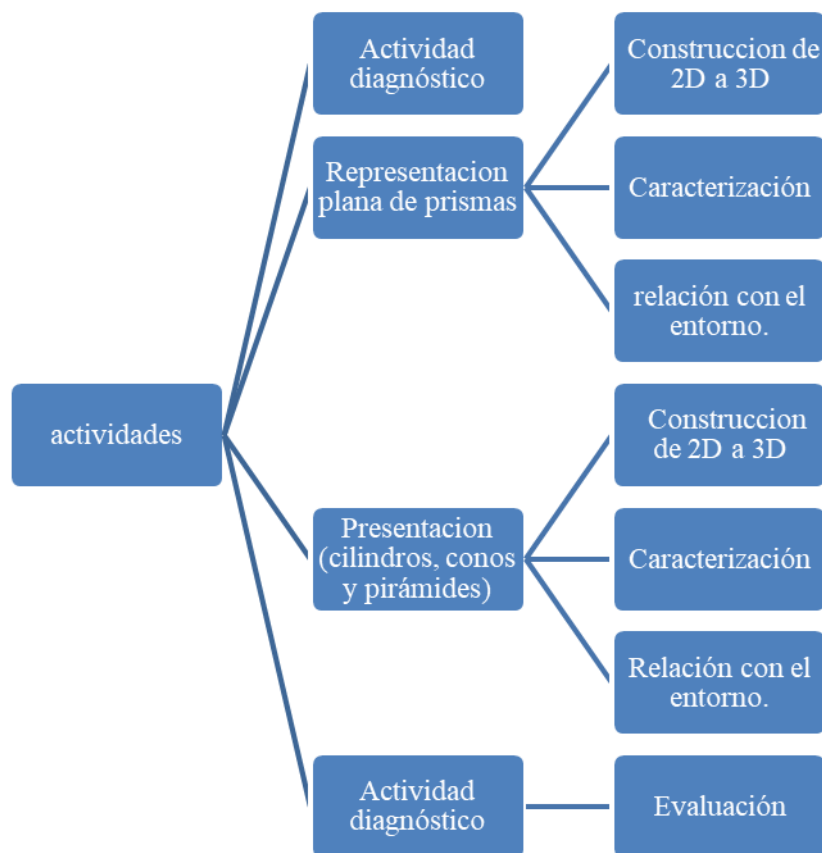 actividades
Actividad
diagnóstico
Representacion
plana de prismas
Construccion de
2D a 3D
Caracterización
relación con el
entorno.
Presentacion
(cilindros, conos
y pirámides)
Construccion
de 2D a 3D
Caracterización
Relación con el
entorno.
Actividad
diagnóstico
Evaluación